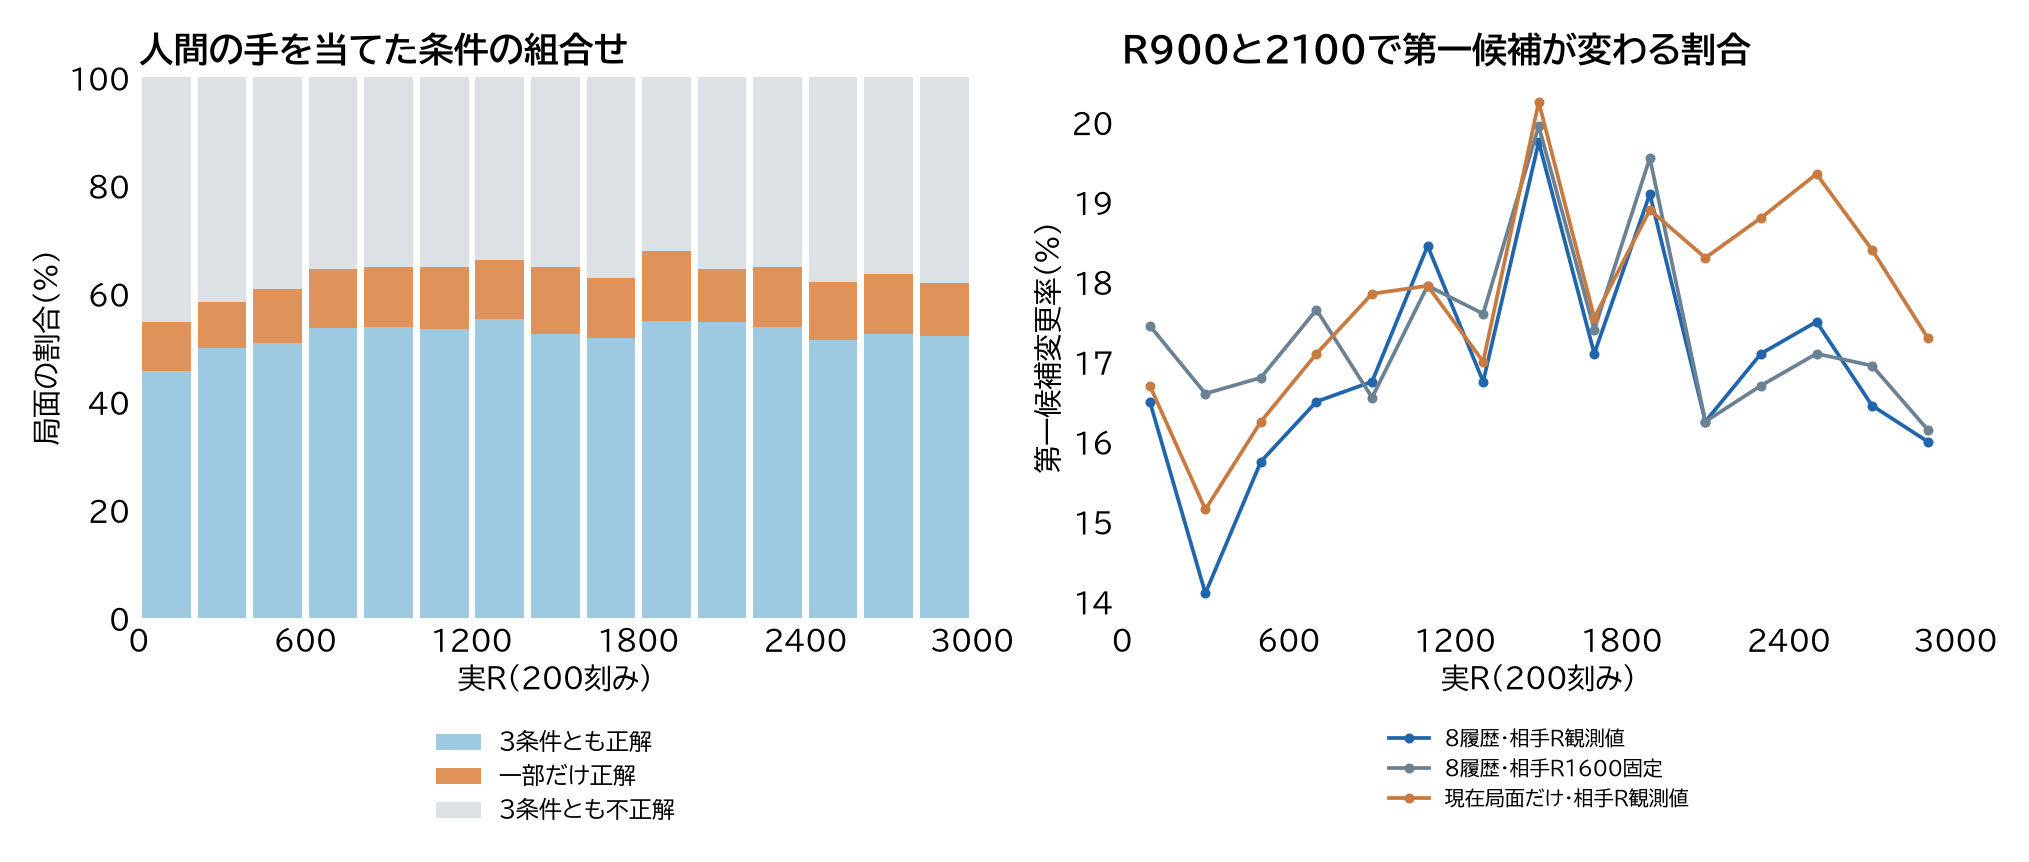 人間の手を当てた条件の組合せ
100
80
60
40
20
0
局面の割合(%)
0 600 1200 1800 2400 3000
実R(200刻み)
3条件とも正解
一部だけ正解
3条件とも不正解
R900と2100で第一候補が変わる割合
20
19
18
17
16
15
14
第一候補変更率(%)
0 600 1200 1800 2400 3000
実R(200刻み)
8履歴・相手R観測値
8履歴・相手R1600固定
現在局面だけ・相手R観測値